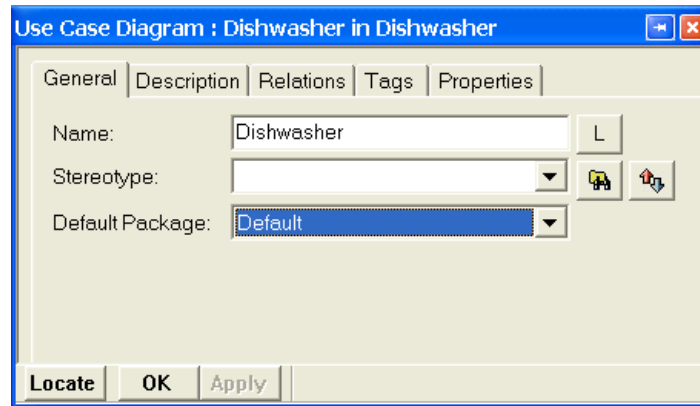 Use Case Diagram : Dishwasher in Dishwasher
General Description Relations Tags Properties
Name: Dishwasher L
Stereotype:
Default Package: Default
Locate OK Apply